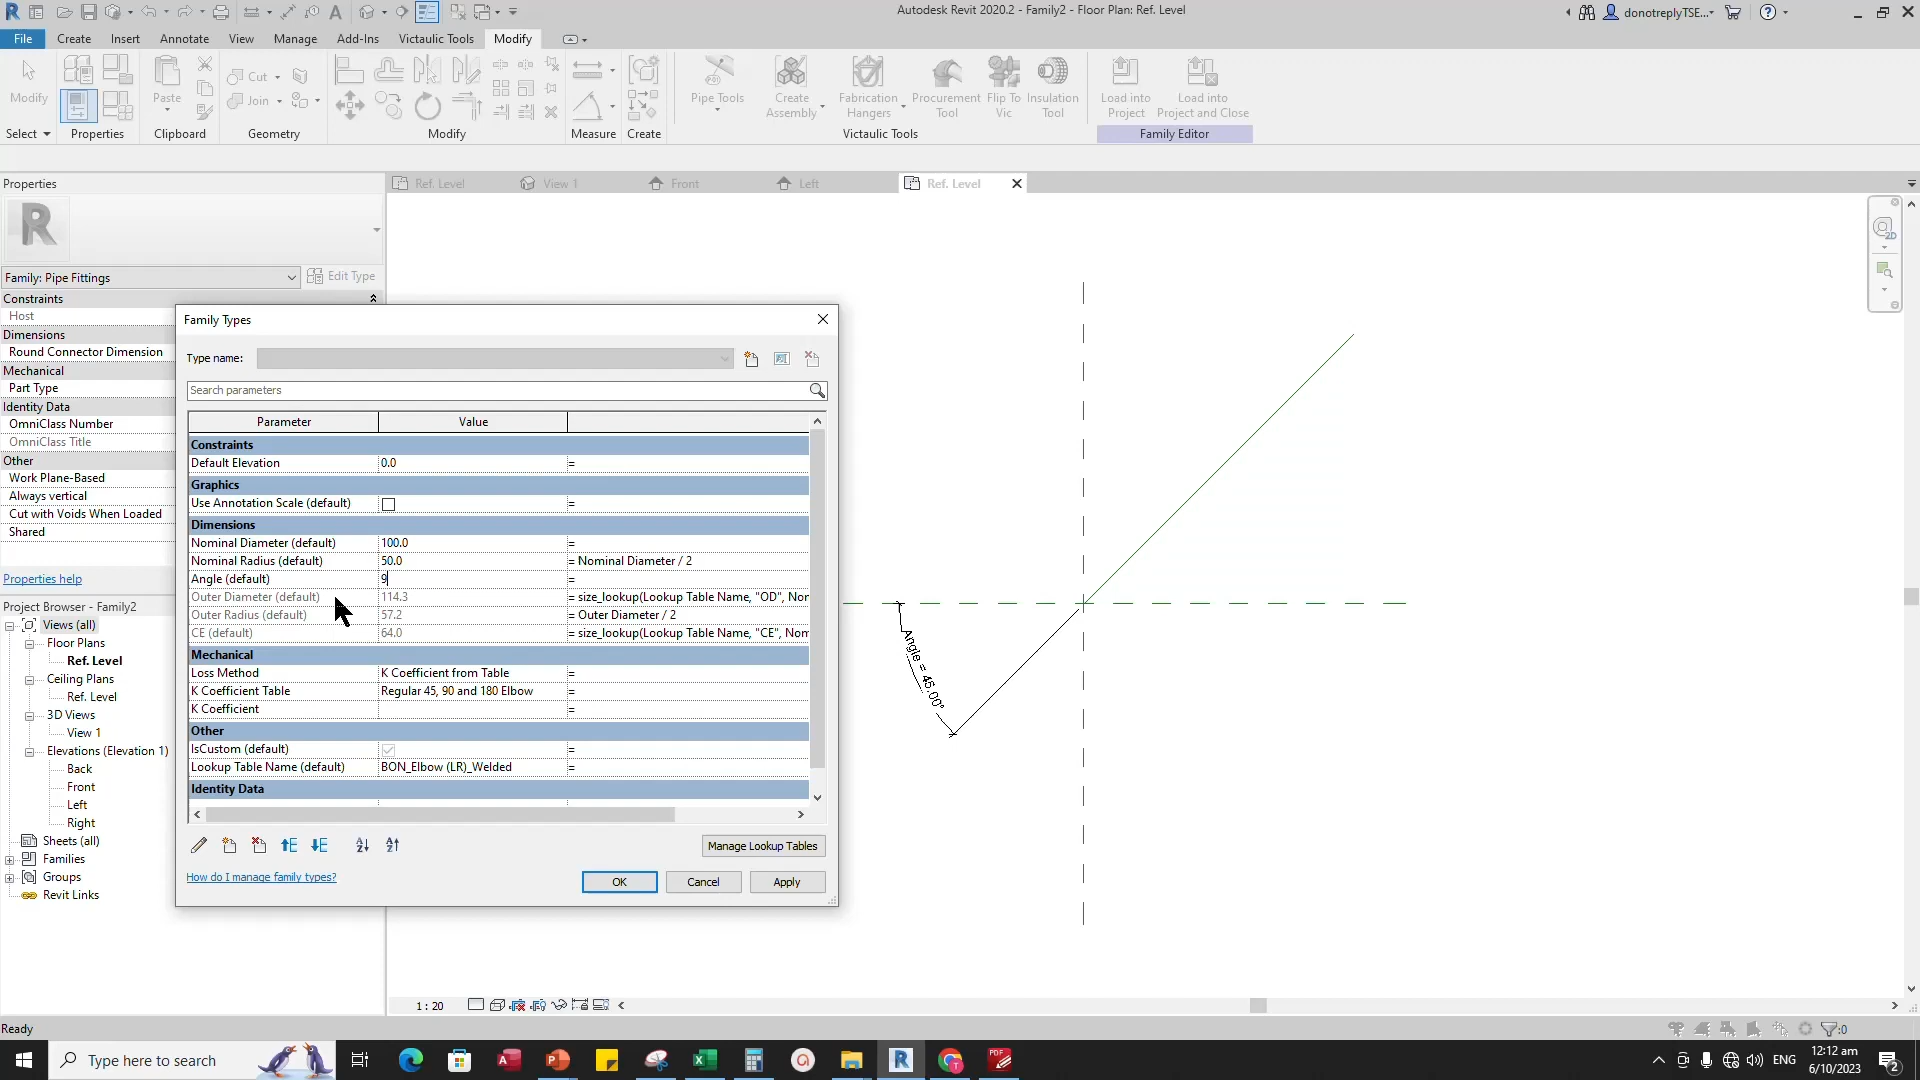 Autodesk Revit 2020.2 - Family2 - Floor Plan: Ref. Level
donotreplyTSE...
File Create Insert Annotate View Manage Add-Ins Victaulic Tools Modify
Modify Paste Cut Join Pipe Tools Create Assembly Fabrication Hangers Procurement Tool Flip To Vic Insulation Tool Load into Project Load into Project and Close
Select Properties Clipboard Geometry Modify Measure Create Victaulic Tools Family Editor
Properties
Ref. Level View 1 Front Left Ref. Level
Family: Pipe Fittings
Edit Type
Constraints
Host
Dimensions
Round Connector Dimension
Mechanical
Part Type
Identity Data
OmniClass Number
OmniClass Title
Other
Work Plane-Based
Always vertical
Cut with Voids When Loaded
Shared
Properties help
Project Browser - Family2
Views (all)
Floor Plans
Ref. Level
Ceiling Plans
Ref. Level
3D Views
View 1
Elevations (Elevation 1)
Back
Front
Left
Right
Sheets (all)
Families
Groups
Revit Links
Family Types
Type name:
Search parameters
Parameter Value
Constraints
Default Elevation 0.0 =
Graphics
Use Annotation Scale (default) =
Dimensions
Nominal Diameter (default) 100.0 =
Nominal Radius (default) 50.0 = Nominal Diameter / 2
Angle (default) 9 =
Outer Diameter (default) 114.3 = size_lookup(Lookup Table Name, "OD", Nor
Outer Radius (default) 57.2 = Outer Diameter / 2
CE (default) 64.0 = size_lookup(Lookup Table Name, "CE", Nom
Mechanical
Loss Method K Coefficient from Table =
K Coefficient Table Regular 45, 90 and 180 Elbow =
K Coefficient =
Other
IsCustom (default) =
Lookup Table Name (default) BON_Elbow (LR)_Welded =
Identity Data
Manage Lookup Tables
How do I manage family types?
OK Cancel Apply
Angle = 45.00°
1 : 20
Ready
:0
Type here to search
ENG
12:12 am
6/10/2023
2